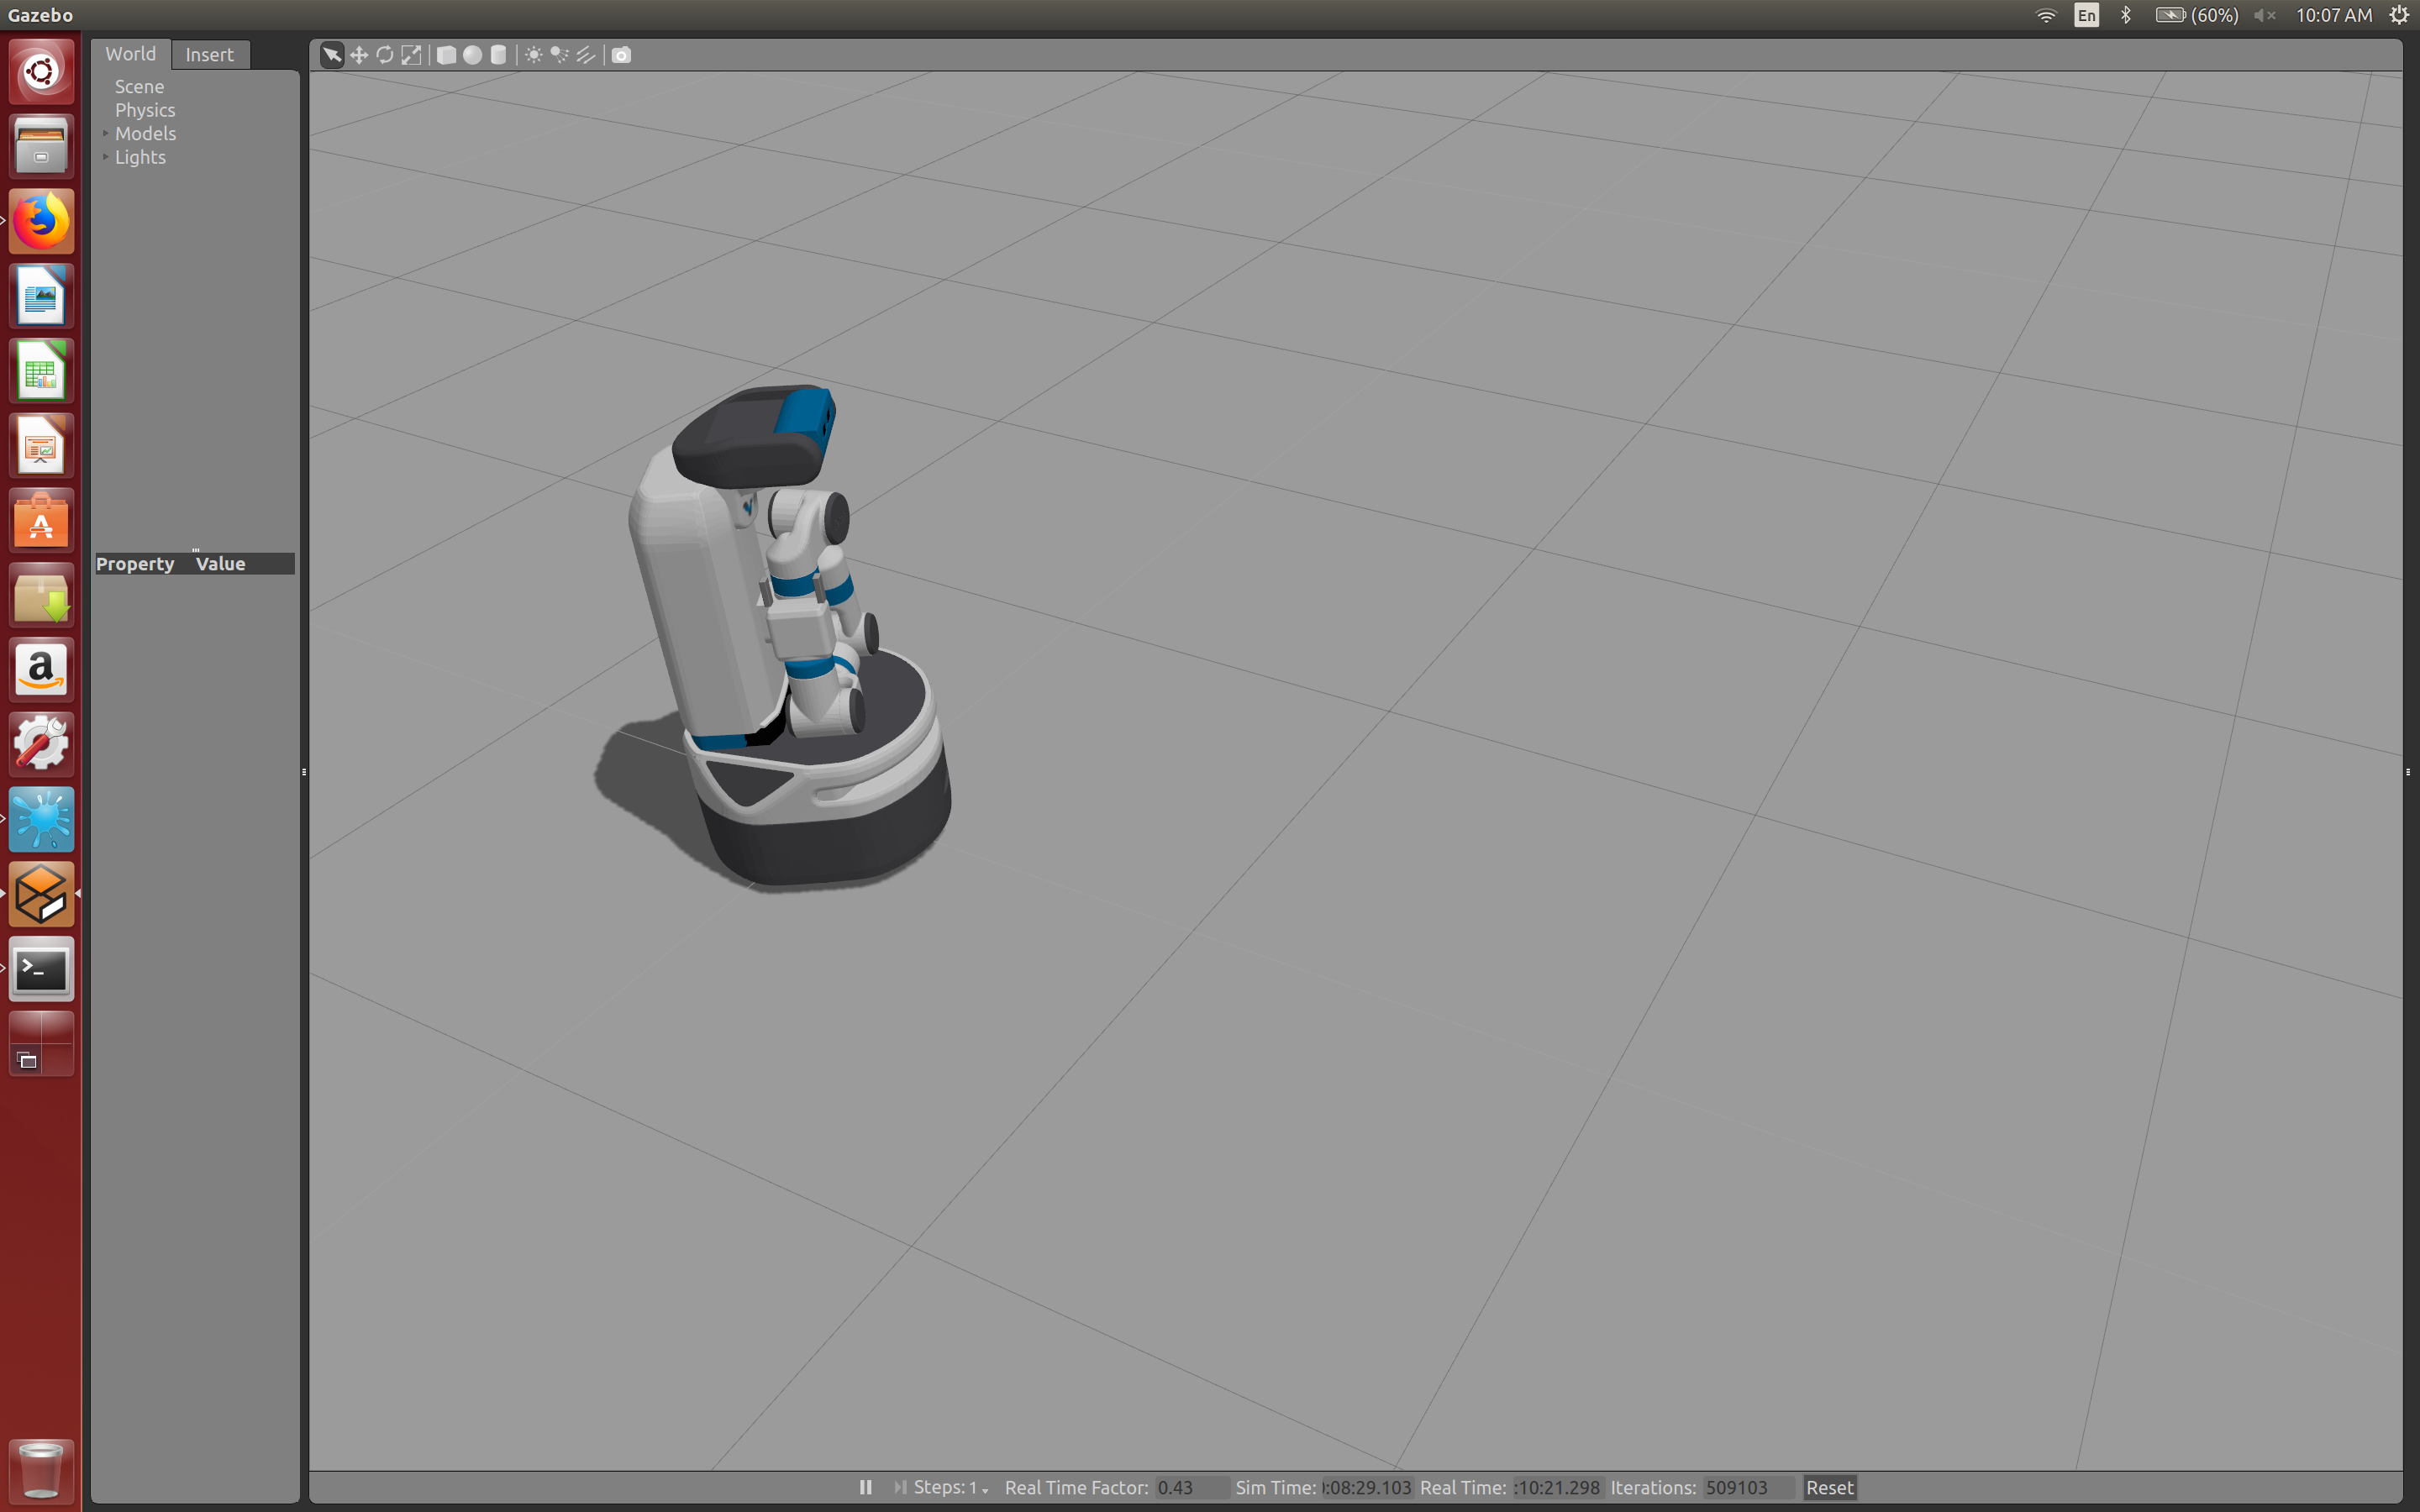 Gazebo
En
(60%)
10:07 AM
World Insert
Scene
Physics
Models
Lights
Property Value
Steps: 1 Real Time Factor: 0.43 Sim Time: :08:29.103 Real Time: :10:21.298 Iterations: 509103 Reset